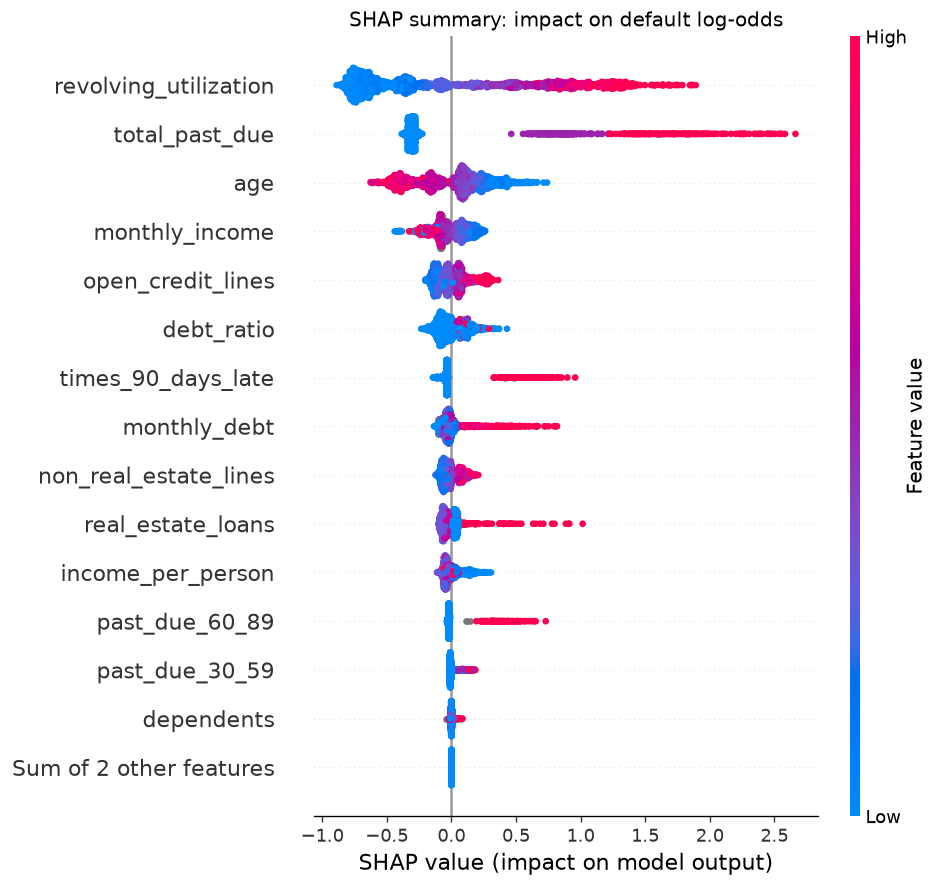 SHAP summary: impact on default log-odds
High
revolving_utilization
total_past_due
age
monthly_income
open_credit_lines
debt_ratio
times_90_days_late
monthly_debt
non_real_estate_lines
real_estate_loans
income_per_person
past_due_60_89
past_due_30_59
dependents
Sum of 2 other features
Feature value
Low
−1.0 −0.5 0.0 0.5 1.0 1.5 2.0 2.5
SHAP value (impact on model output)